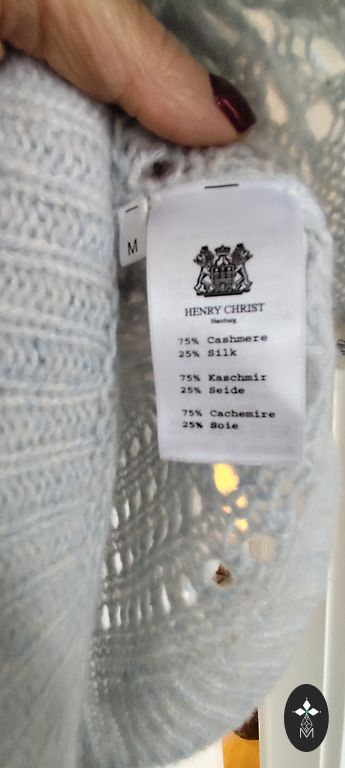 M
HENRY CHRIST
Hamburg
75% Cashmere
25% Silk
75% Kaschmir
25% Seide
75% Cachemire
25% Soie
M